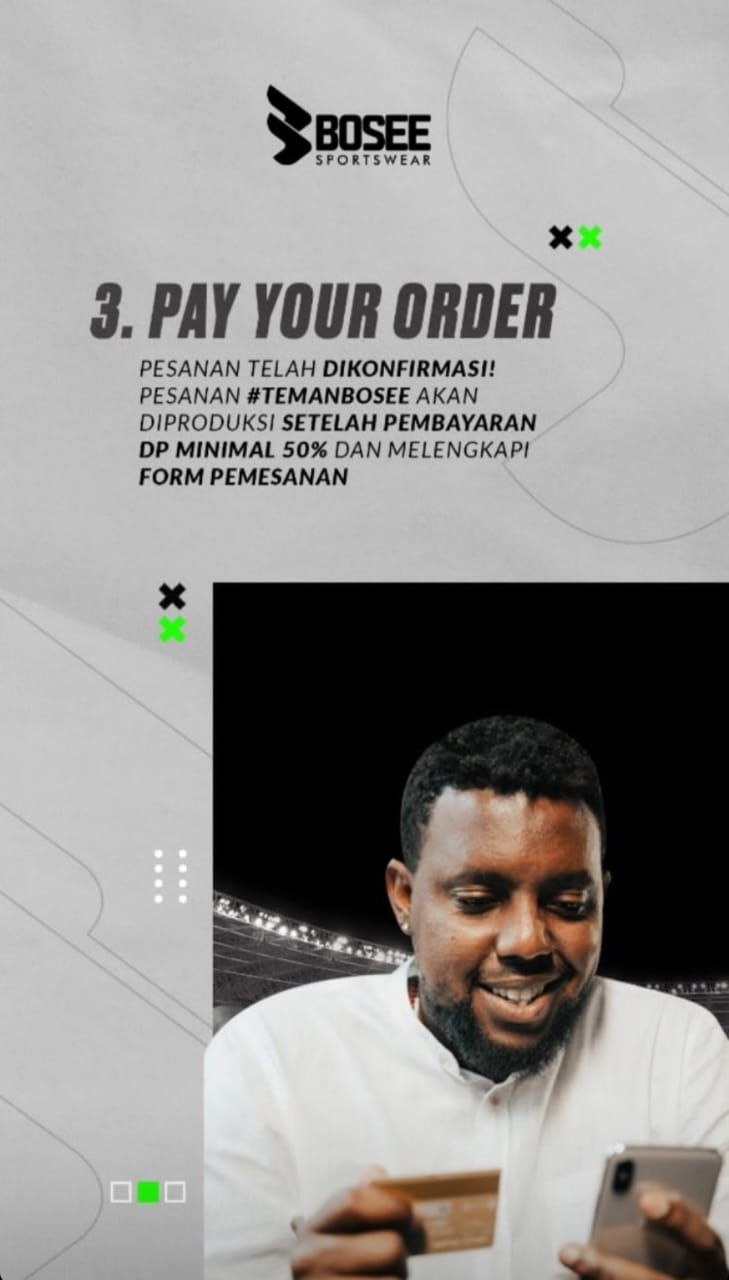 BOSEE
SPORTSWEAR
3. PAY YOUR ORDER
PESANAN TELAH DIKONFIRMASI!
PESANAN #TEMANBOSEE AKAN
DIPRODUKSI SETELAH PEMBAYARAN
DP MINIMAL 50% DAN MELENGKAPI
FORM PEMESANAN